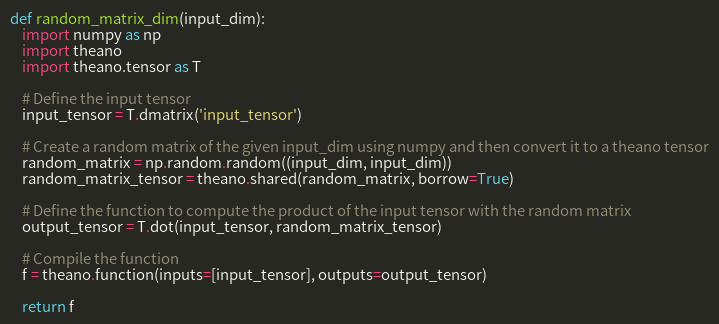 def random_matrix_dim(input_dim):
    import numpy as np
    import theano
    import theano.tensor as T

    # Define the input tensor
    input_tensor = T.dmatrix('input_tensor')

    # Create a random matrix of the given input_dim using numpy and then convert it to a theano tensor
    random_matrix = np.random.random((input_dim, input_dim))
    random_matrix_tensor = theano.shared(random_matrix, borrow=True)

    # Define the function to compute the product of the input tensor with the random matrix
    output_tensor = T.dot(input_tensor, random_matrix_tensor)

    # Compile the function
    f = theano.function(inputs=[input_tensor], outputs=output_tensor)

    return f